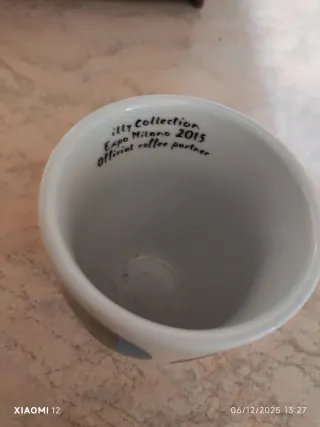 illy Collection
Expo Milano 2015
Official coffee partner
XIAOMI 12
06/12/2025 13:27